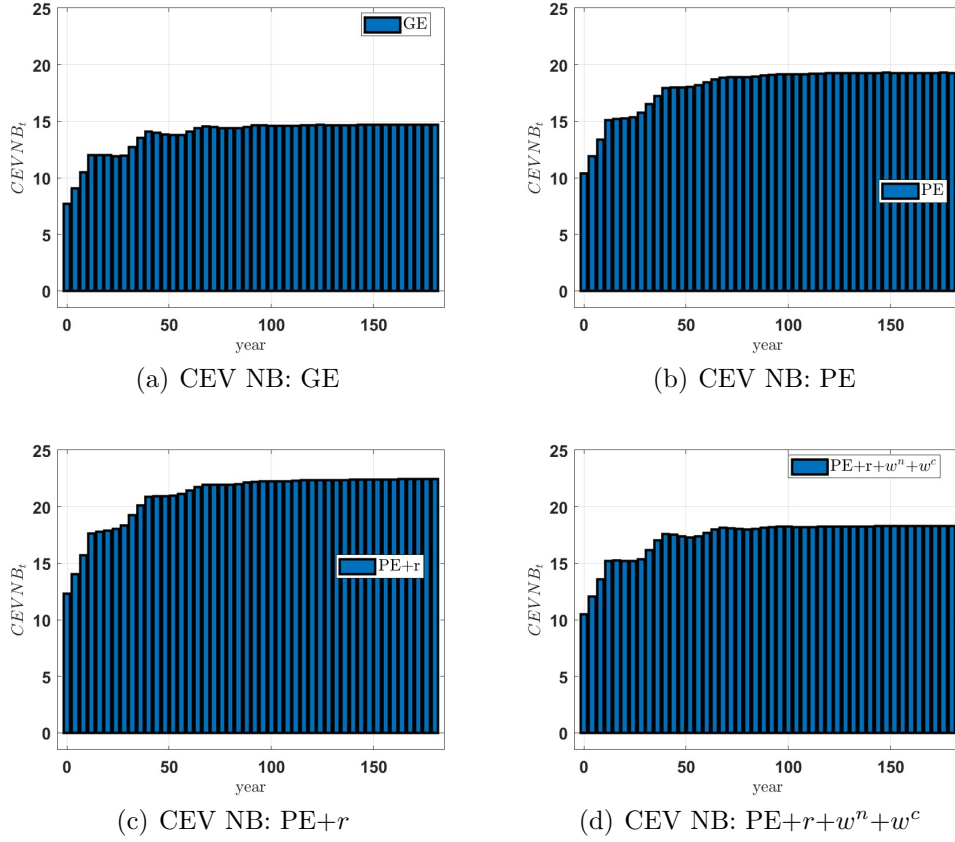 25
20
15
10
5
0
CEVNB_t
GE
0 50 100 150
year
(a) CEV NB: GE
25
20
15
10
5
0
CEVNB_t
PE
0 50 100 150
year
(b) CEV NB: PE
25
20
15
10
5
0
CEVNB_t
PE+r
0 50 100 150
year
(c) CEV NB: PE+r
25
20
15
10
5
0
CEVNB_t
PE+r+w^n+w^c
0 50 100 150
year
(d) CEV NB: PE+r+w^n+w^c